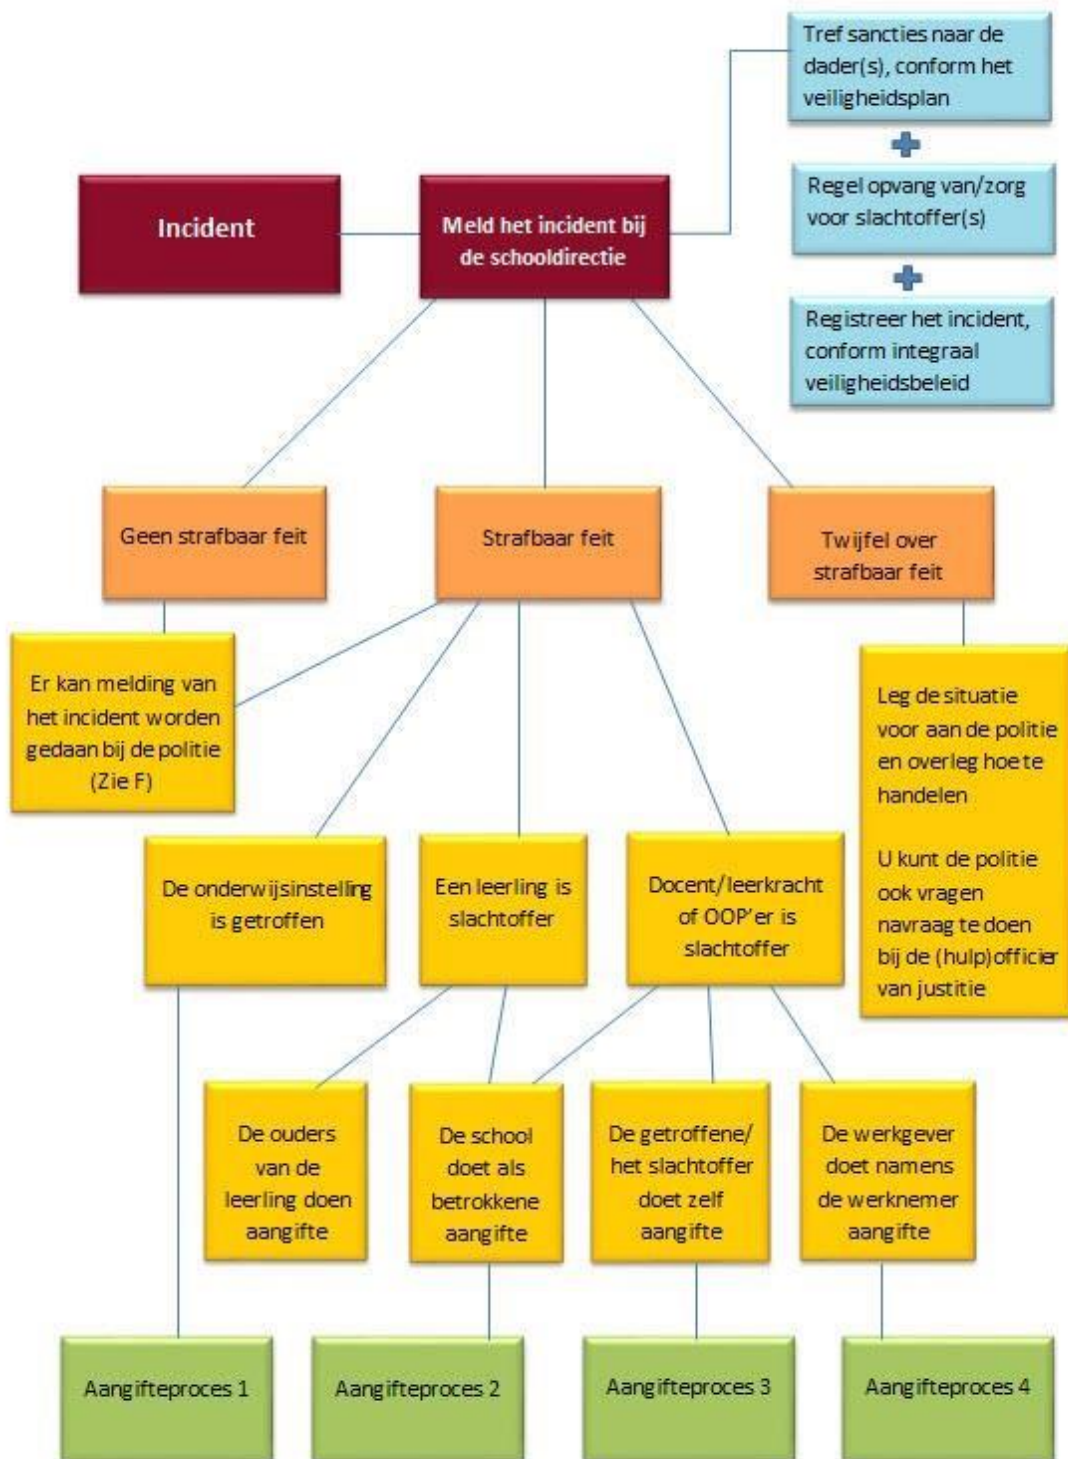 Tref sancties naar de
dader(s), conform het
veiligheidsplan
Regel opvang van/zorg
voor slachtoffer(s)
Registreer het incident,
conform integraal
veiligheidsbeleid
Incident
Meld het incident bij
de schooldirectie
Geen strafbaar feit
Strafbaar feit
Twijfel over
strafbaar feit
Er kan melding van
het incident worden
gedaan bij de politie
(Zie F)
Leg de situatie
voor aan de politie
en overleg hoe te
handelen
U kunt de politie
ook vragen
navraag te doen
bij de (hulp)officier
van justitie
De onderwijsinstelling
is getroffen
Een leerling is
slachtoffer
Docent/leerkracht
of OOP'er is
slachtoffer
De ouders
van de
leerling doen
aangifte
De school
doet als
betrokkene
aangifte
De getroffene/
het slachtoffer
doet zelf
aangifte
De werkgever
doet namens
de werknemer
aangifte
Aangifteproces 1
Aangifteproces 2
Aangifteproces 3
Aangifteproces 4